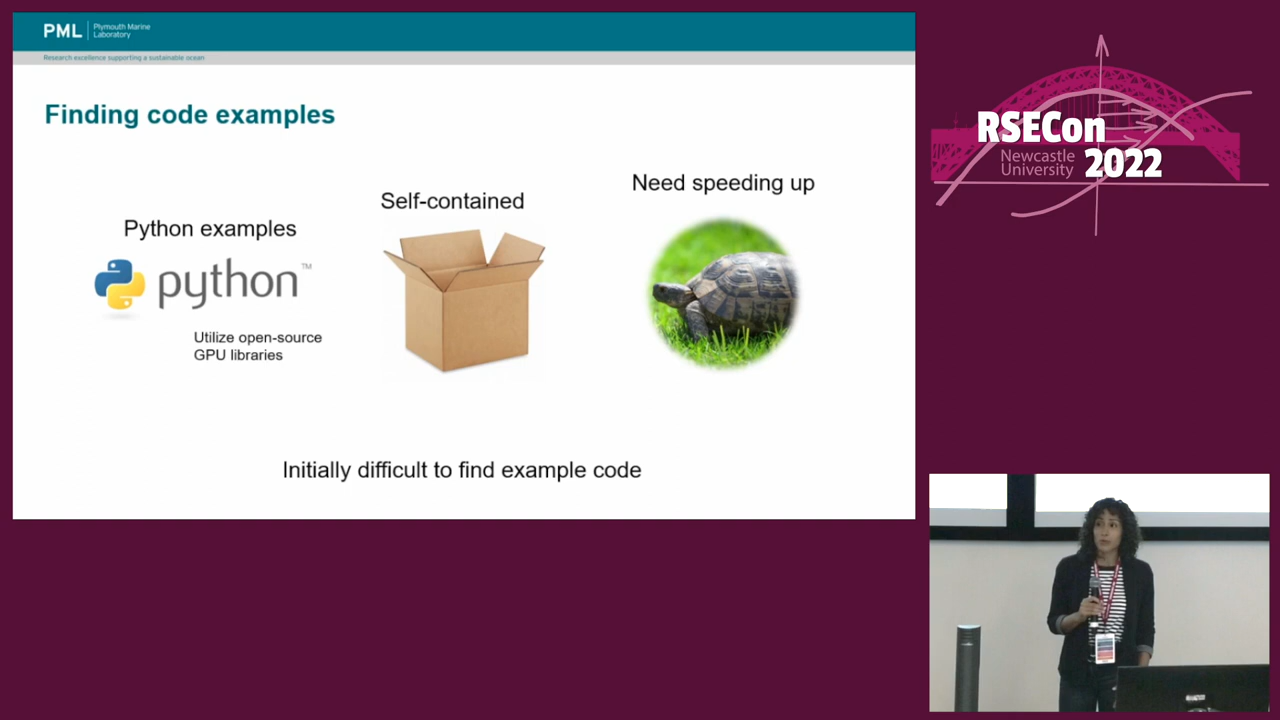 PML
Plymouth Marine
Laboratory
Research excellence supporting a sustainable ocean
Finding code examples
Python examples
python™
Utilize open-source
GPU libraries
Self-contained
Need speeding up
Initially difficult to find example code
RSECon
Newcastle
University
2022